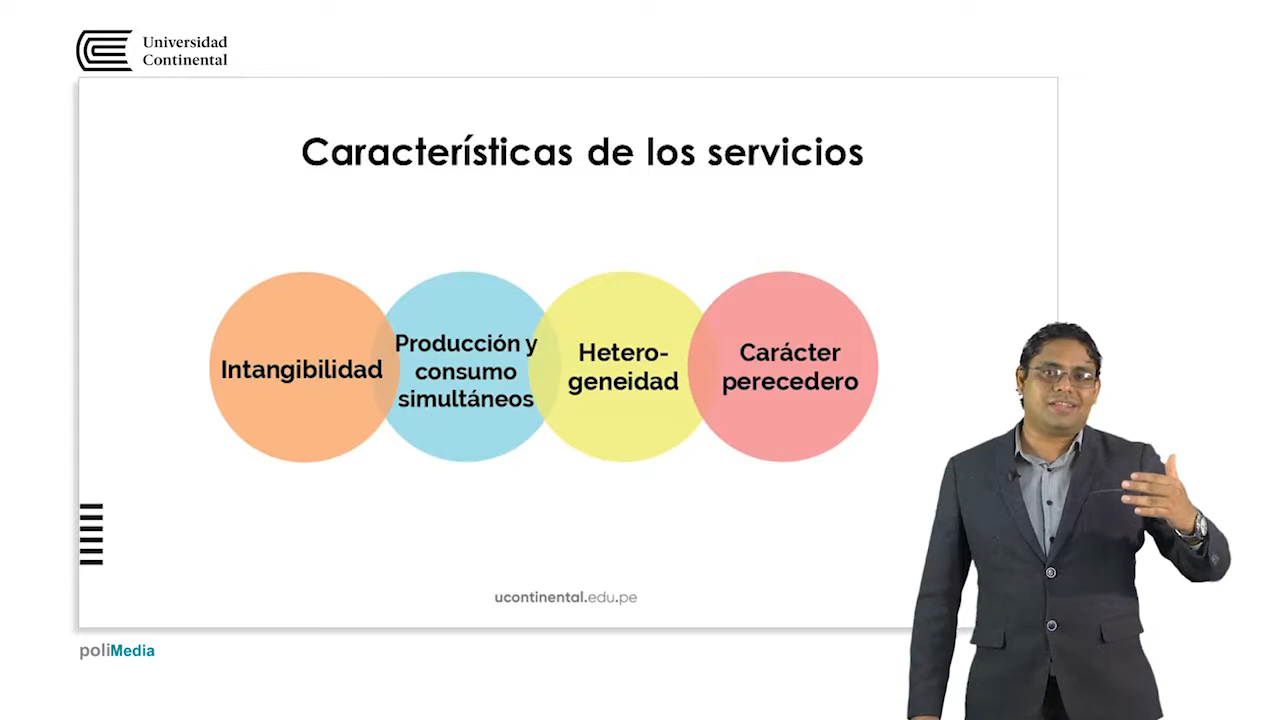 Universidad
Continental
Características de los servicios
Intangibilidad
Producción y
consumo
simultáneos
Hetero-
geneidad
Carácter
perecedero
ucontinental.edu.pe
poliMedia